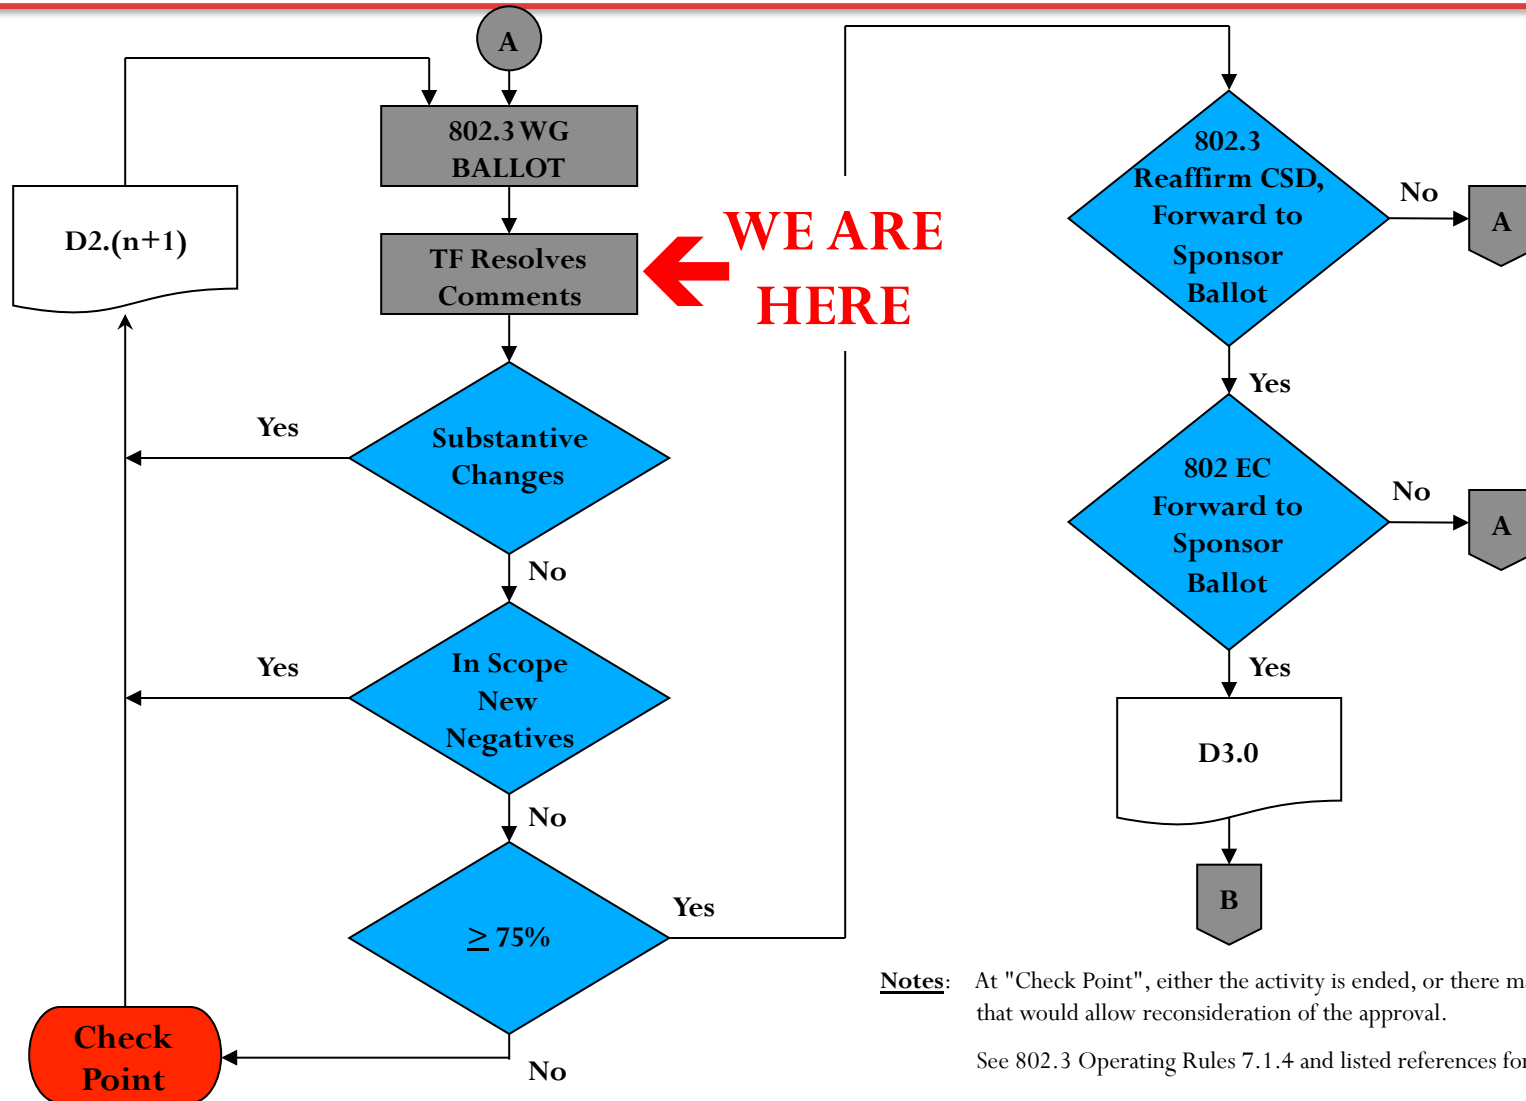 A
802.3 WG
BALLOT
D2.(n+1)
TF Resolves
Comments
WE ARE
HERE
Yes
Substantive
Changes
No
Yes
In Scope
New
Negatives
No
Yes
≥ 75%
Check
Point
No
802.3
Reaffirm CSD,
Forward to
Sponsor
Ballot
No
A
Yes
802 EC
Forward to
Sponsor
Ballot
No
A
Yes
D3.0
B
Notes: At "Check Point", either the activity is ended, or there
that would allow reconsideration of the approval.
See 802.3 Operating Rules 7.1.4 and listed references for